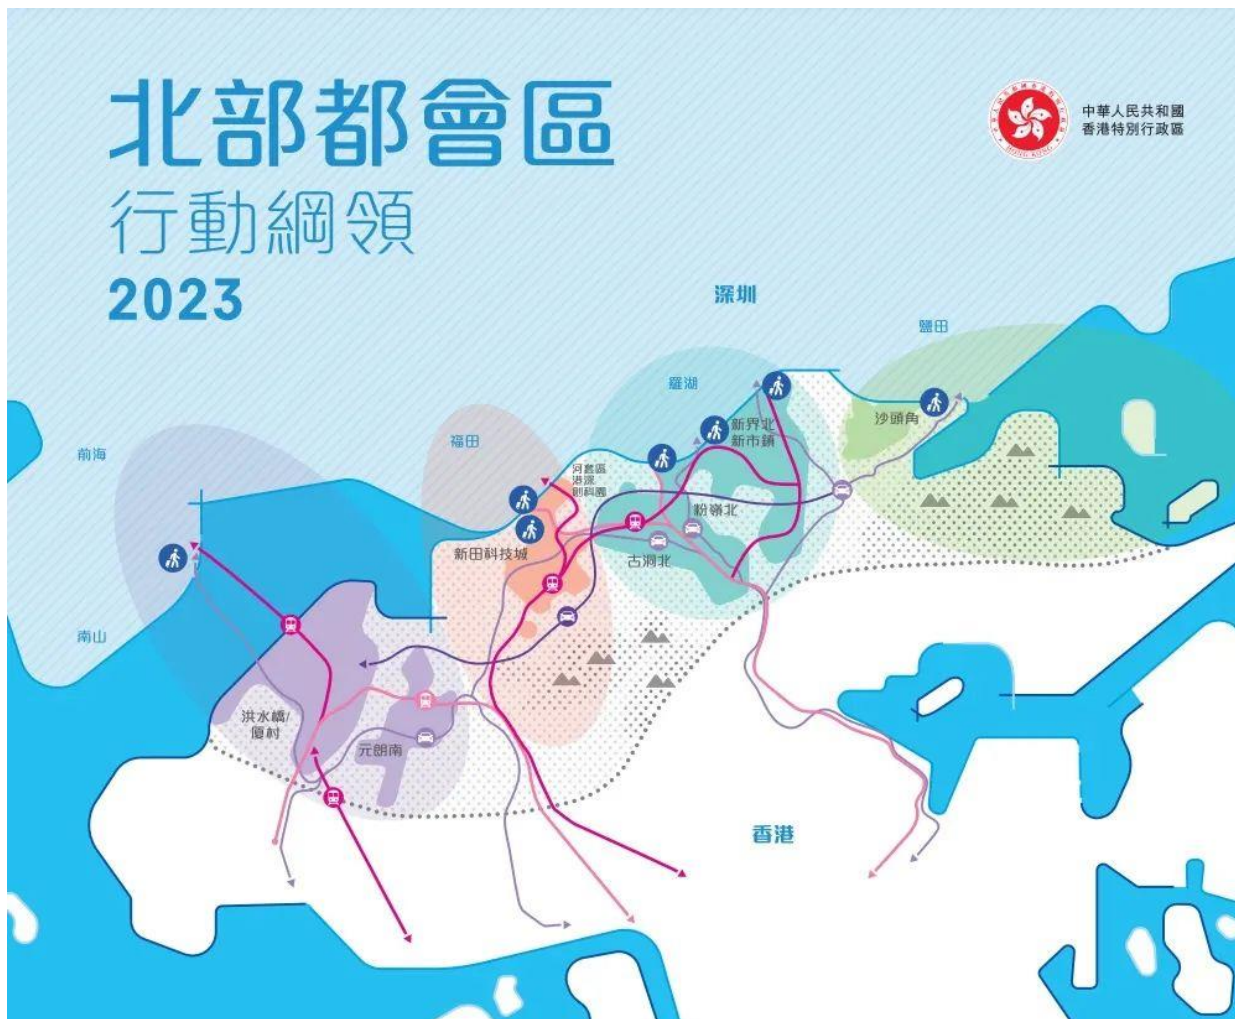 北部都會區
行動綱領
2023
中華人民共和國
香港特別行政區
深圳
鹽田
羅湖
沙頭角
新界北
新市鎮
福田
前海
河套區
港深
創科園
粉嶺北
新田科技城
古洞北
南山
洪水橋/
厦村
元朗南
香港